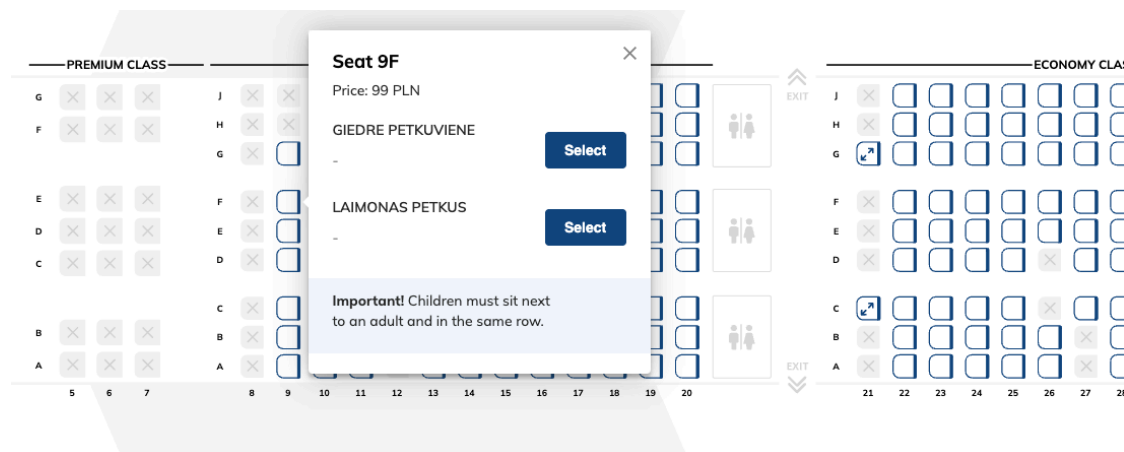 PREMIUM CLASS
ECONOMY CLAS
Seat 9F
Price: 99 PLN
GIEDRE PETKUVIENE
-
Select
LAIMONAS PETKUS
-
Select
Important! Children must sit next
to an adult and in the same row.
G
F
E
D
C
B
A
J
H
G
F
E
D
C
B
A
EXIT
EXIT
J
H
G
F
E
D
C
B
A
5 6 7 8 9 10 11 12 13 14 15 16 17 18 19 20 21 22 23 24 25 26 27 28